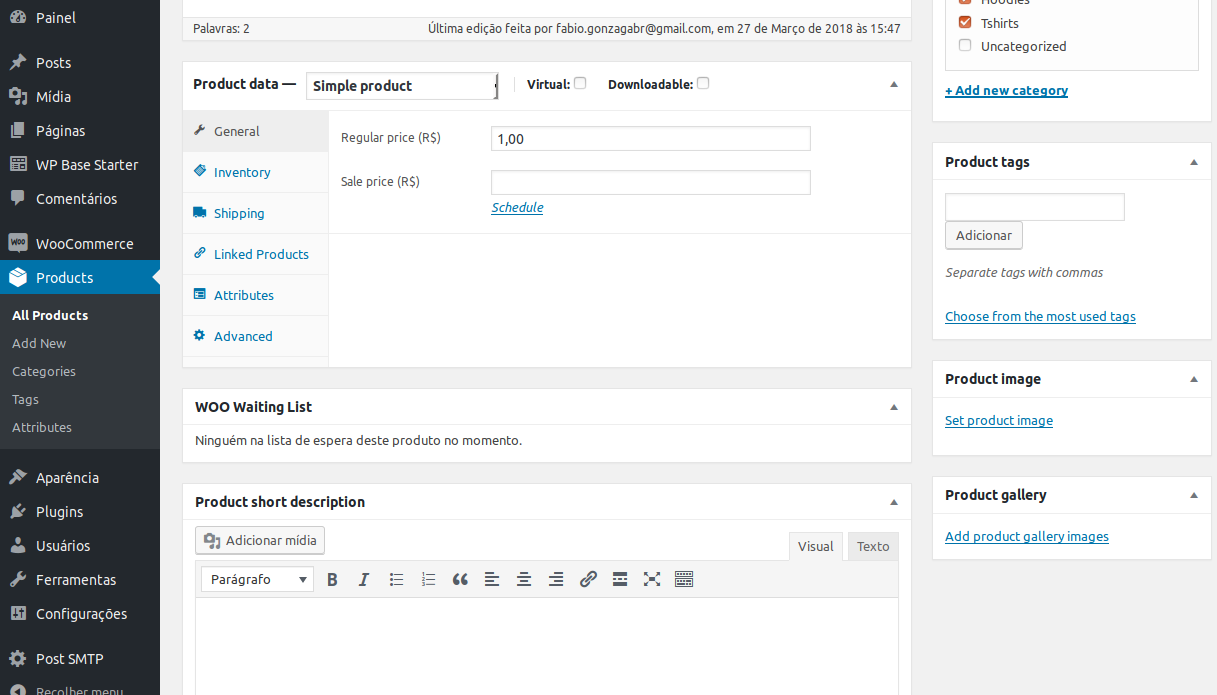 Painel
Posts
Mídia
Páginas
WP Base Starter
Comentários
WOO WooCommerce
Products
All Products
Add New
Categories
Tags
Attributes
Aparência
Plugins
Usuários
Ferramentas
Configurações
Post SMTP
Recolher menu
Palavras: 2 Última edição feita por fabio.gonzagabr@gmail.com, em 27 de Março de 2018 às 15:47
Product data — Simple product Virtual: Downloadable:
General
Inventory
Shipping
Linked Products
Attributes
Advanced
Regular price (R$) 1,00
Sale price (R$)
Schedule
WOO Waiting List
Ninguém na lista de espera deste produto no momento.
Product short description
Adicionar mídia
Visual Texto
Parágrafo B I
Hoodies
Tshirts
Uncategorized
+ Add new category
Product tags
Adicionar
Separate tags with commas
Choose from the most used tags
Product image
Set product image
Product gallery
Add product gallery images